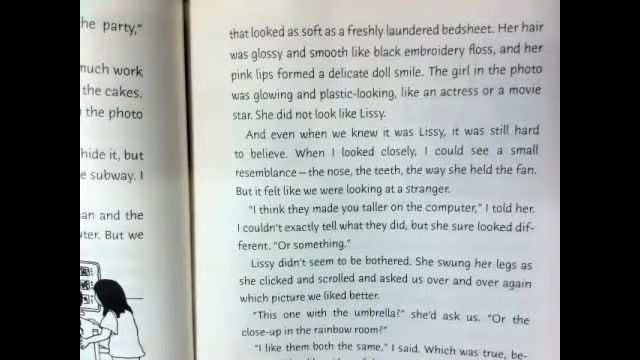 he party,"
much work
the cakes.
the photo
hide it, but
e subway. I
an and the
ter. But we
that looked as soft as a freshly laundered bedsheet. Her hair
was glossy and smooth like black embroidery floss, and her
pink lips formed a delicate doll smile. The girl in the photo
was glowing and plastic-looking, like an actress or a movie
star. She did not look like Lissy.
And even when we knew it was Lissy, it was still hard
to believe. When I looked closely, I could see a small
resemblance—the nose, the teeth, the way she held the fan.
But it felt like we were looking at a stranger.
"I think they made you taller on the computer," I told her.
I couldn't exactly tell what they did, but she sure looked dif-
ferent. "Or something."
Lissy didn't seem to be bothered. She swung her legs as
she clicked and scrolled and asked us over and over again
which picture we liked better.
"This one with the umbrella?" she'd ask us. "Or the
close-up in the rainbow room?"
"I like them both the same," I said. Which was true, be-